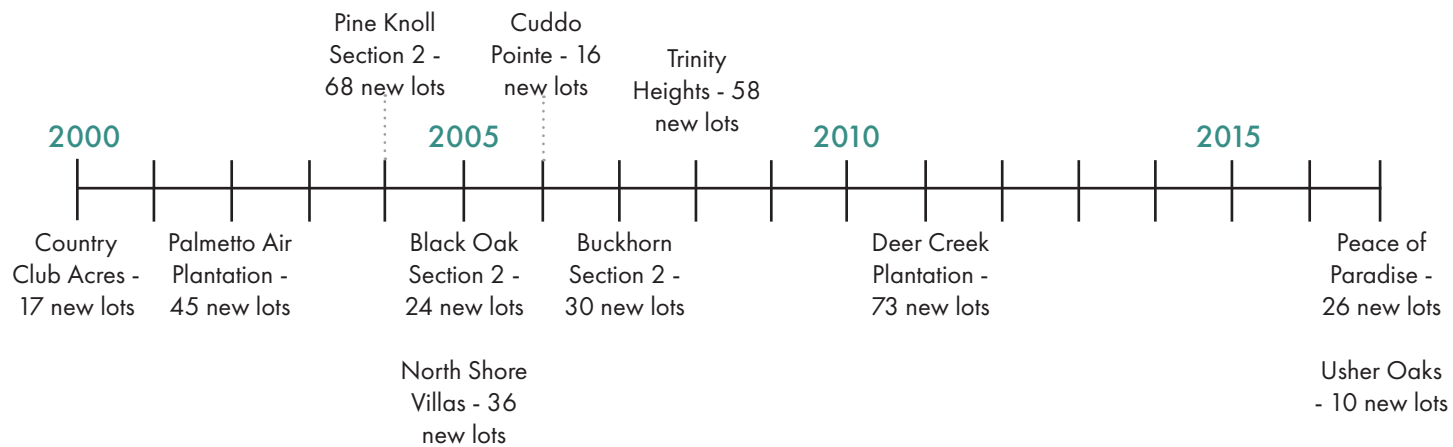 Pine Knoll
Section 2 -
68 new lots
Cuddo
Pointe - 16
new lots
Trinity
Heights - 58
new lots
2000
2005
2010
2015
Country
Club Acres -
17 new lots
Palmetto Air
Plantation -
45 new lots
Black Oak
Section 2 -
24 new lots
Buckhorn
Section 2 -
30 new lots
Deer Creek
Plantation -
73 new lots
Peace of
Paradise -
26 new lots
North Shore
Villas - 36
new lots
Usher Oaks
- 10 new lots